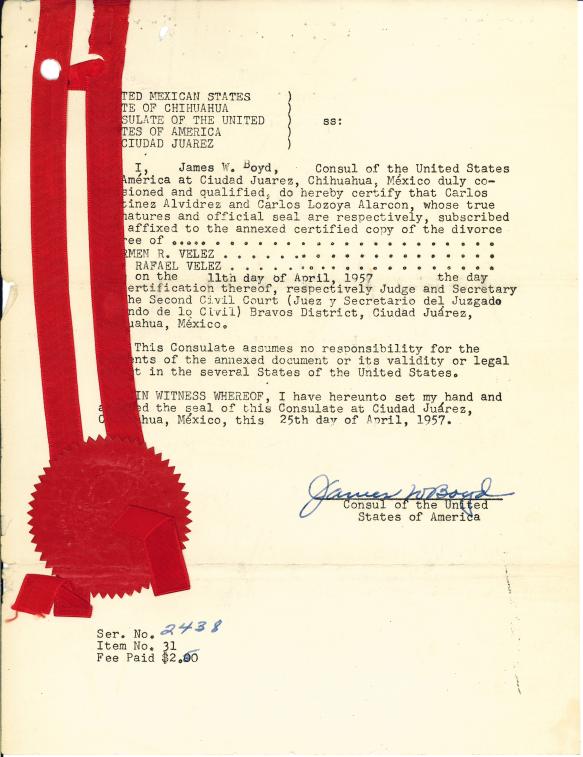 TED MEXICAN STATES )
TE OF CHIHUAHUA )
SULATE OF THE UNITED ) ss:
TES OF AMERICA )
CIUDAD JUAREZ )
I, James W. Boyd, Consul of the United States
América at Ciudad Juarez, Chihuahua, México duly co-
sioned and qualified, do hereby certify that Carlos
tinez Alvidrez and Carlos Lozoya Alarcon, whose true
natures and official seal are respectively, subscribed
affixed to the annexed certified copy of the divorce
ree of . . . . . . . . . . . . . . . . . . . . . .
RMEN R. VELEZ . . . . . . . . . . . . . . . . . .
RAFAEL VELEZ . . . . . . . . . . . . . . . . . .
on the 11th day of April, 1957 the day
ertification thereof, respectively Judge and Secretary
he Second Civil Court (Juez y Secretario del Juzgado
ndo de lo Civil) Bravos District, Ciudad Juárez,
uahua, México.
This Consulate assumes no responsibility for the
nts of the annexed document or its validity or legal
t in the several States of the United States.
IN WITNESS WHEREOF, I have hereunto set my hand and
a ed the seal of this Consulate at Ciudad Juárez,
C hua, México, this 25th day of April, 1957.
James W Boyd
Consul of the United
States of America
Ser. No. 2438
Item No. 31
Fee Paid $2.50